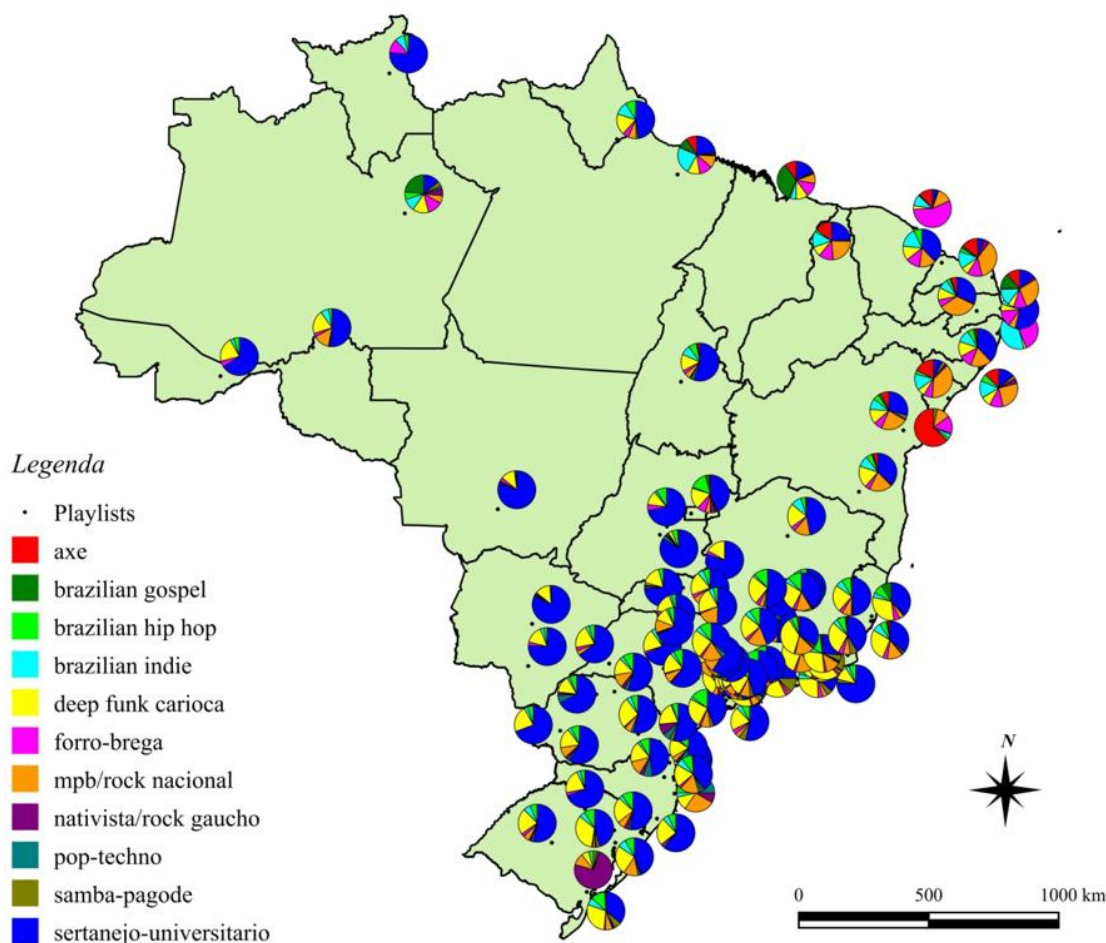 Legenda
Playlists
axe
brazilian gospel
brazilian hip hop
brazilian indie
deep funk carioca
forro-brega
mpb/rock nacional
nativista/rock gaucho
pop-techno
samba-pagode
sertanejo-universitario
N
0 500 1000 km